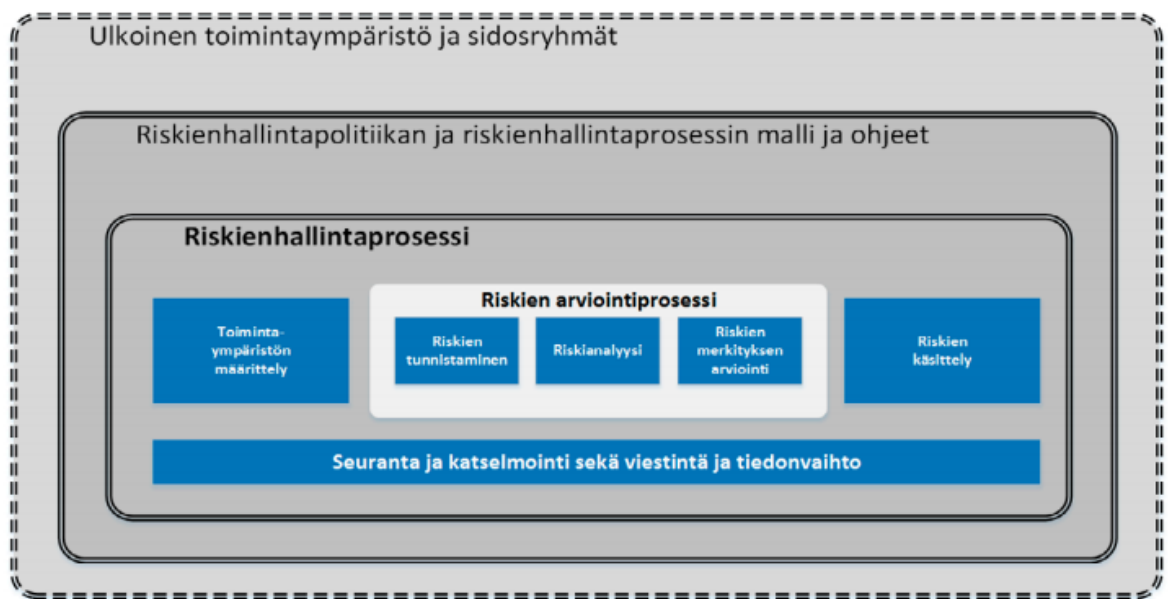 Ulkoinen toimintaympäristö ja sidosryhmät
Riskienhallintapolitiikan ja riskienhallintaprosessin malli ja ohjeet
Riskienhallintaprosessi
Toiminta-
ympäristön
määrittely
Riskien arviointiprosessi
Riskien
tunnistaminen
Riskianalyysi
Riskien
merkityksen
arviointi
Riskien
käsittely
Seuranta ja katselmointi sekä viestintä ja tiedonvaihto